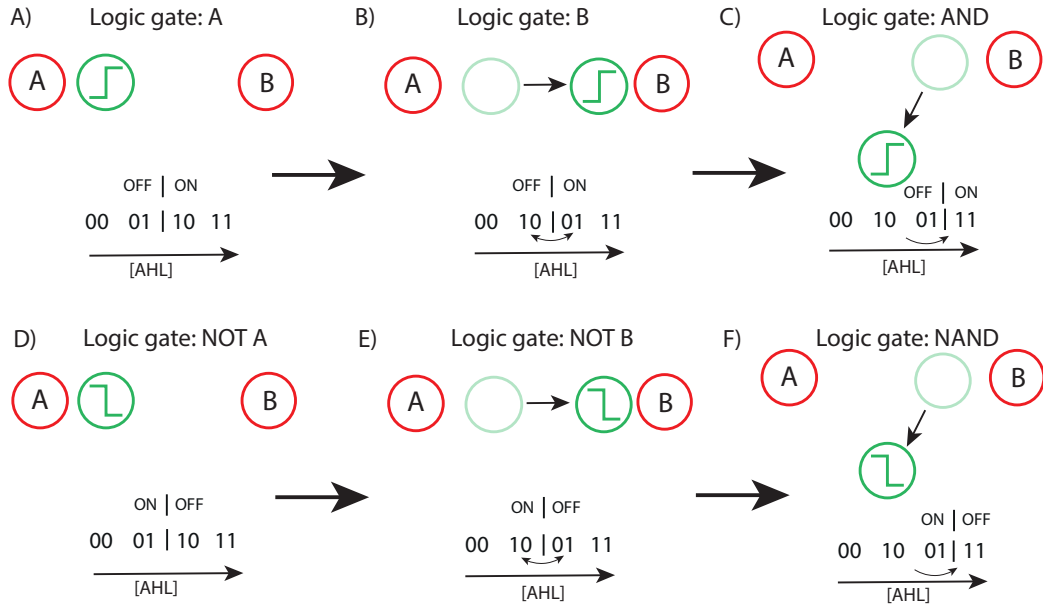 A) Logic gate: A
A B
OFF | ON
00 01 | 10 11
[AHL]
B) Logic gate: B
A B
OFF | ON
00 10 | 01 11
[AHL]
C) Logic gate: AND
A B
OFF | ON
00 10 01 | 11
[AHL]
D) Logic gate: NOT A
A B
ON | OFF
00 01 | 10 11
[AHL]
E) Logic gate: NOT B
A B
ON | OFF
00 10 | 01 11
[AHL]
F) Logic gate: NAND
A B
ON | OFF
00 10 01 | 11
[AHL]